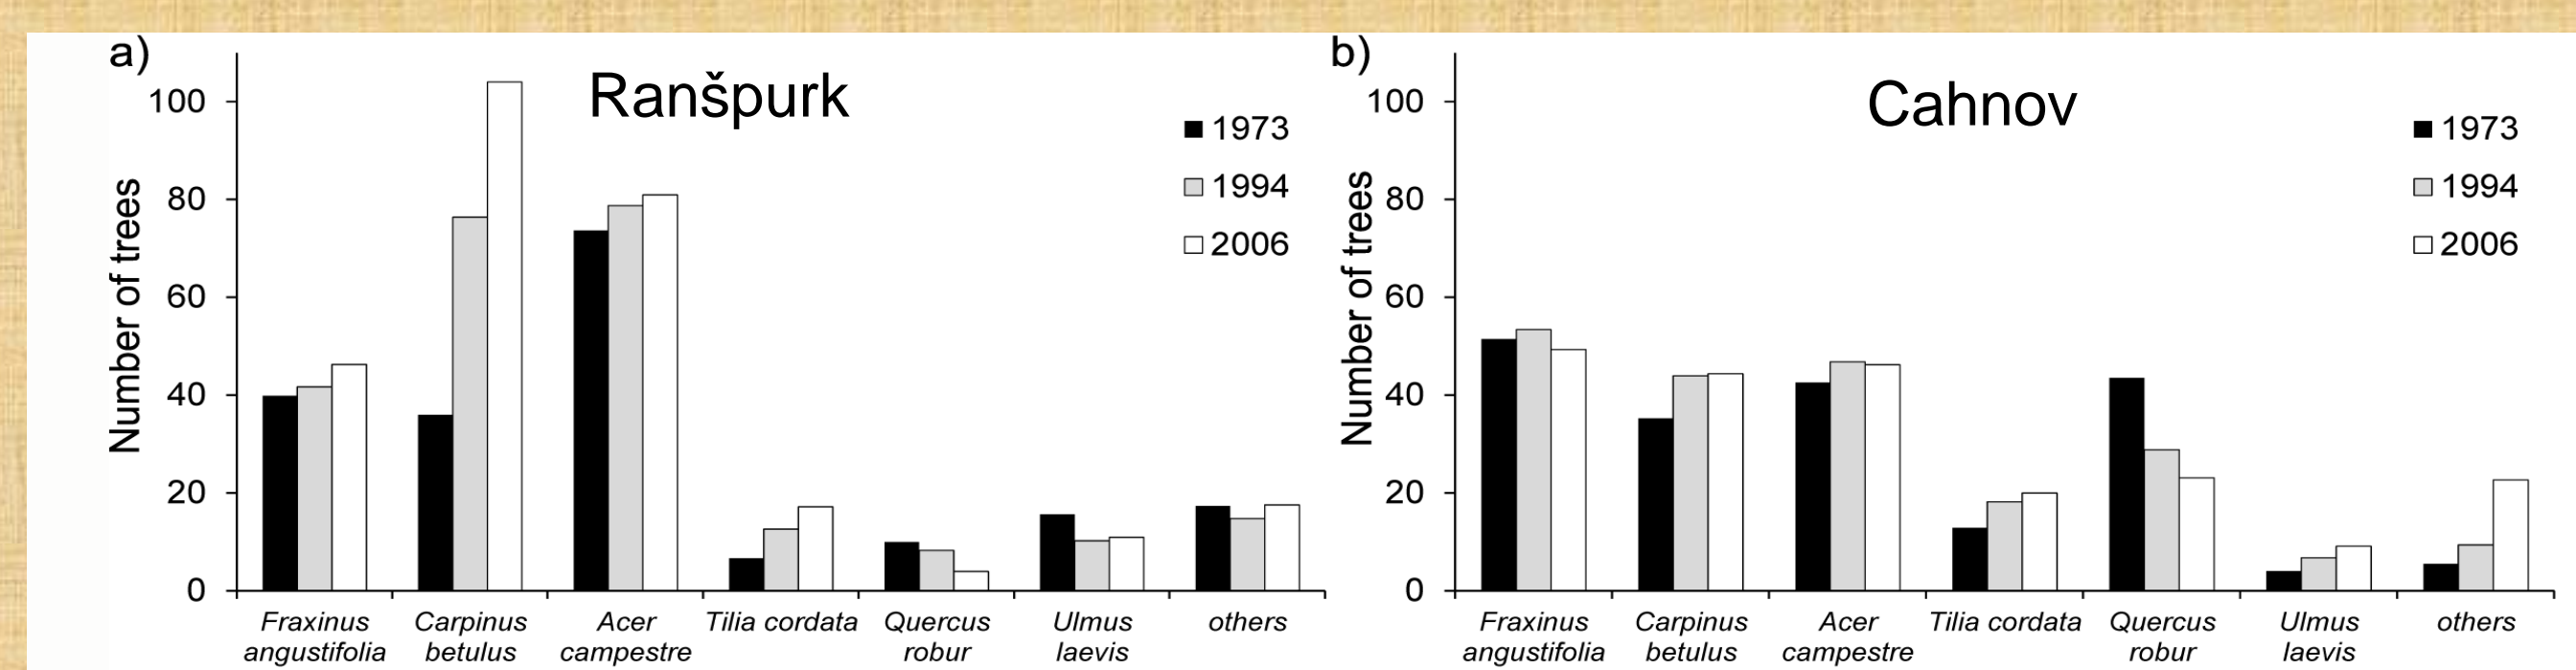 a)
Ranšpurk
Number of trees
100
80
60
40
20
0
1973
1994
2006
Fraxinus
angustifolia
Carpinus
betulus
Acer
campestre
Tilia cordata
Quercus
robur
Ulmus
laevis
others
b)
Cahnov
Number of trees
100
80
60
40
20
0
1973
1994
2006
Fraxinus
angustifolia
Carpinus
betulus
Acer
campestre
Tilia cordata
Quercus
robur
Ulmus
laevis
others